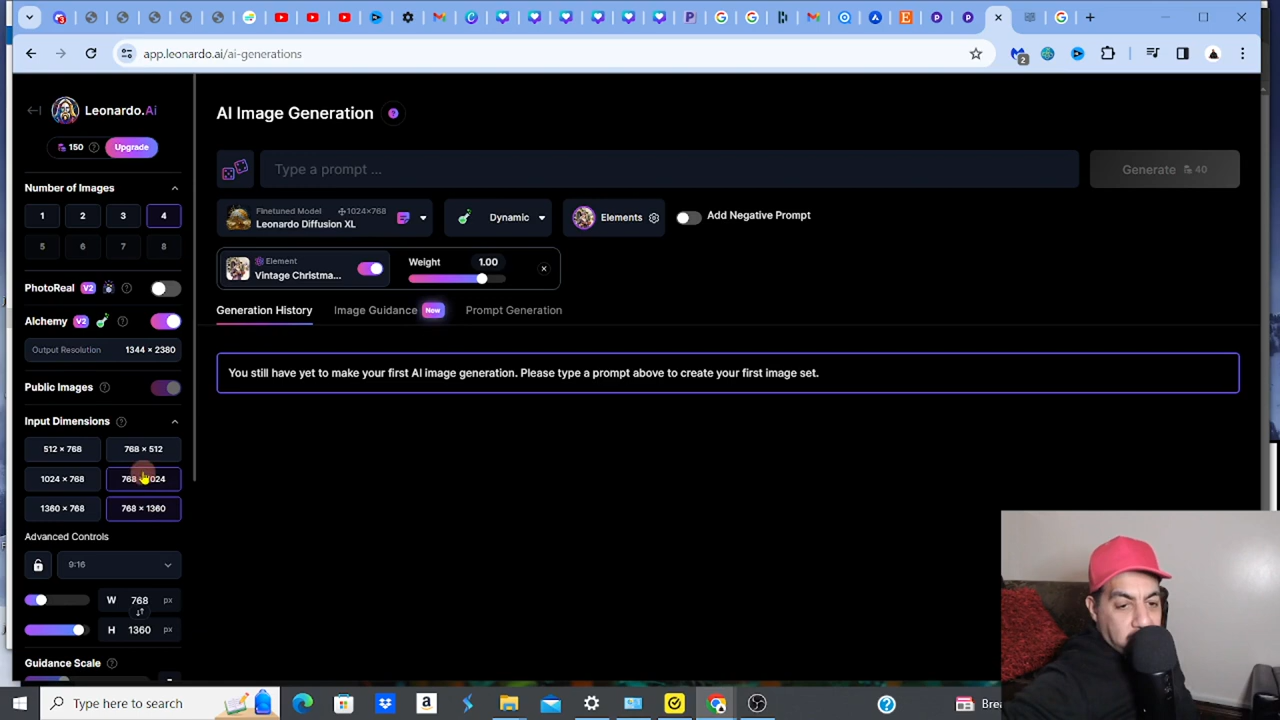 app.leonardo.ai/ai-generations
2
Leonardo.Ai
AI Image Generation
?
150
Upgrade
Type a prompt ...
Generate 40
Number of Images
1 2 3 4
5 6 7 8
Finetuned Model 1024×768
Leonardo Diffusion XL
Dynamic
Elements
Add Negative Prompt
Element
Vintage Christma...
Weight 1.00
PhotoReal V2
Generation History
Image Guidance New
Prompt Generation
Alchemy V2
Output Resolution 1344 × 2380
You still have yet to make your first AI image generation. Please type a prompt above to create your first image set.
Public Images
Input Dimensions
512 × 768 768 × 512
1024 × 768
1360 × 768 768 × 1360
Advanced Controls
9:16
W 768 px
H 1360 px
Guidance Scale
Type here to search